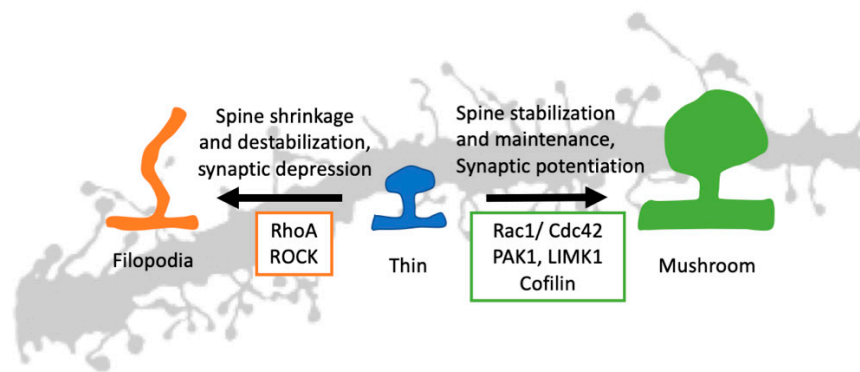 Spine shrinkage
and destabilization,
synaptic depression
Spine stabilization
and maintenance,
Synaptic potentiation
RhoA
ROCK
Rac1/ Cdc42
PAK1, LIMK1
Cofilin
Filopodia
Thin
Mushroom